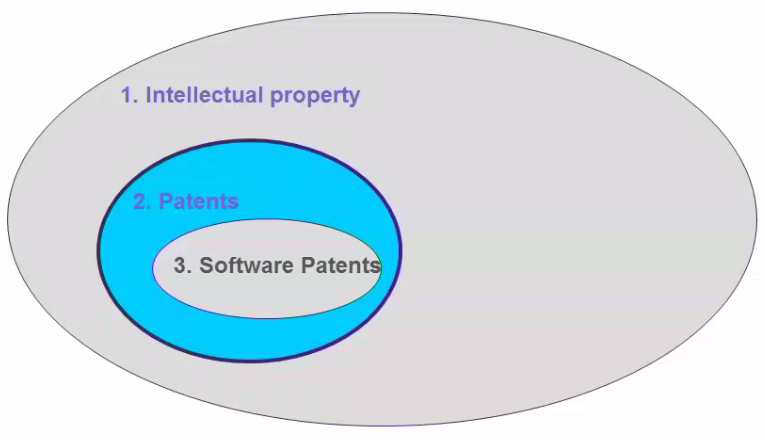 1. Intellectual property
2. Patents
3. Software Patents